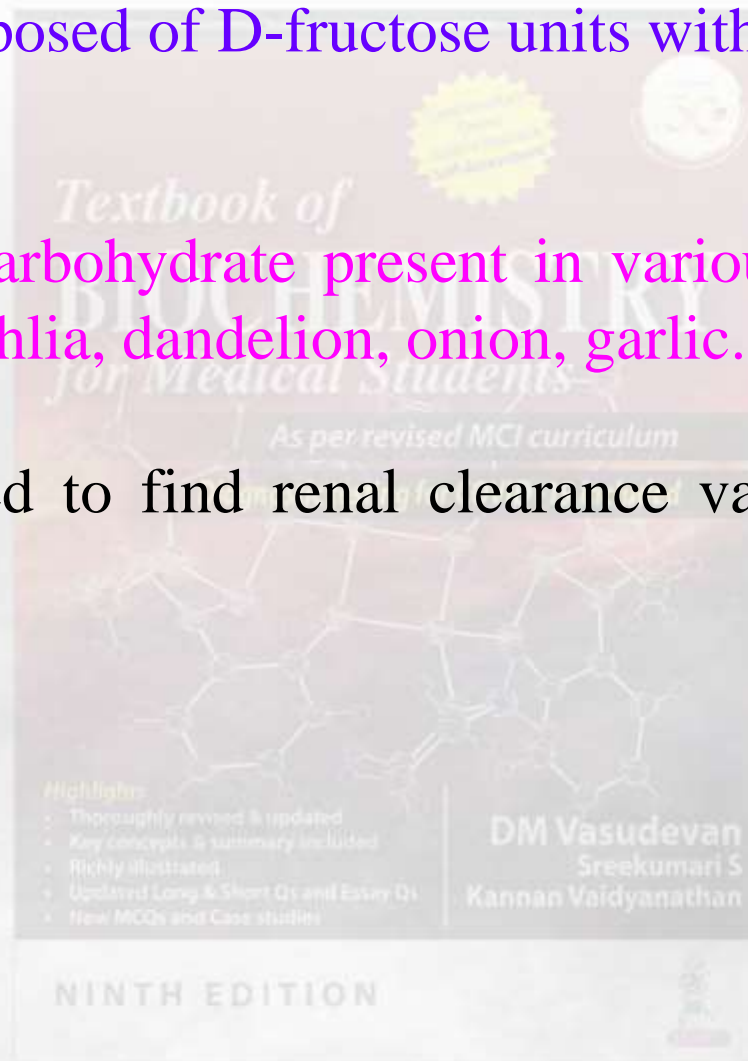 posed of D-fructose units with
Textbook of
arbohydrate present in variou
BIOCHEMISTRY
hlia, dandelion, onion, garlic.
for Medical Students
As per revised MCI curriculum
ed to find renal clearance va
Highlights
• Thoroughly revised & updated
• Key concepts & summary included
• Richly illustrated
• Updated Long & Short Qs and Essay Qs
• New MCQs and Case studies
DM Vasudevan
Sreekumari S
Kannan Vaidyanathan
NINTH EDITION